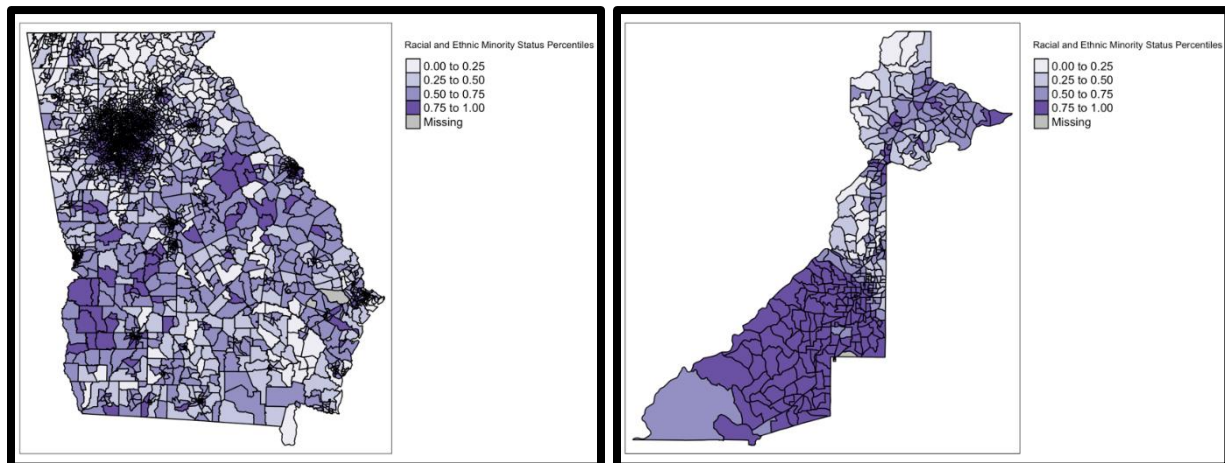 Racial and Ethnic Minority Status Percentiles
0.00 to 0.25
0.25 to 0.50
0.50 to 0.75
0.75 to 1.00
Missing
Racial and Ethnic Minority Status Percentiles
0.00 to 0.25
0.25 to 0.50
0.50 to 0.75
0.75 to 1.00
Missing